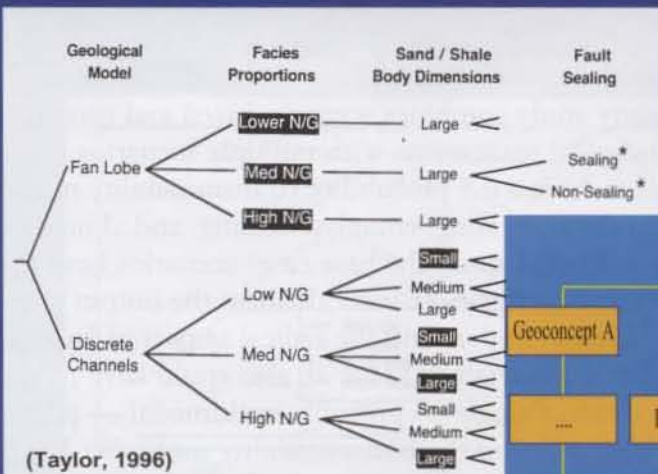 Geological Model
Facies Proportions
Sand / Shale Body Dimensions
Fault Sealing
Fan Lobe
Lower N/G
Large
Med N/G
Large
Sealing*
Non-Sealing*
High N/G
Large
Discrete Channels
Low N/G
Small
Medium
Large
Med N/G
Small
Medium
Large
High N/G
Small
Medium
Large
Geoconcept A
....
(Taylor, 1996)